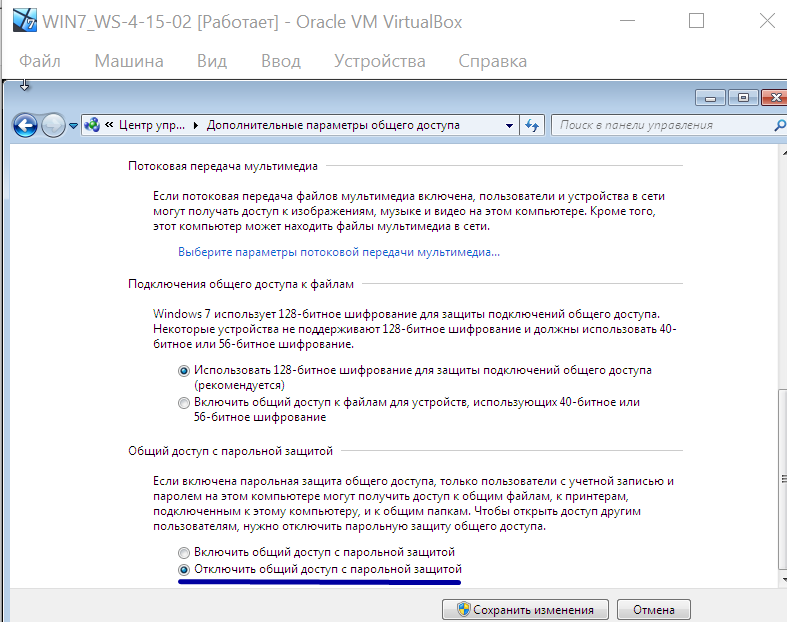 WIN7_WS-4-15-02 [Работает] - Oracle VM VirtualBox
Файл Машина Вид Ввод Устройства Справка
« Центр упр... Дополнительные параметры общего доступа Поиск в панели управления
Потоковая передача мультимедиа
Если потоковая передача файлов мультимедиа включена, пользователи и устройства в сети
могут получать доступ к изображениям, музыке и видео на этом компьютере. Кроме того,
этот компьютер может находить файлы мультимедиа в сети.
Выберите параметры потоковой передачи мультимедиа...
Подключения общего доступа к файлам
Windows 7 использует 128-битное шифрование для защиты подключений общего доступа.
Некоторые устройства не поддерживают 128-битное шифрование и должны использовать 40-
битное или 56-битное шифрование.
Использовать 128-битное шифрование для защиты подключений общего доступа
(рекомендуется)
Включить общий доступ к файлам для устройств, использующих 40-битное или
56-битное шифрование
Общий доступ с парольной защитой
Если включена парольная защита общего доступа, только пользователи с учетной записью и
паролем на этом компьютере могут получить доступ к общим файлам, к принтерам,
подключенным к этому компьютеру, и к общим папкам. Чтобы открыть доступ другим
пользователям, нужно отключить парольную защиту общего доступа.
Включить общий доступ с парольной защитой
Отключить общий доступ с парольной защитой
Сохранить изменения Отмена